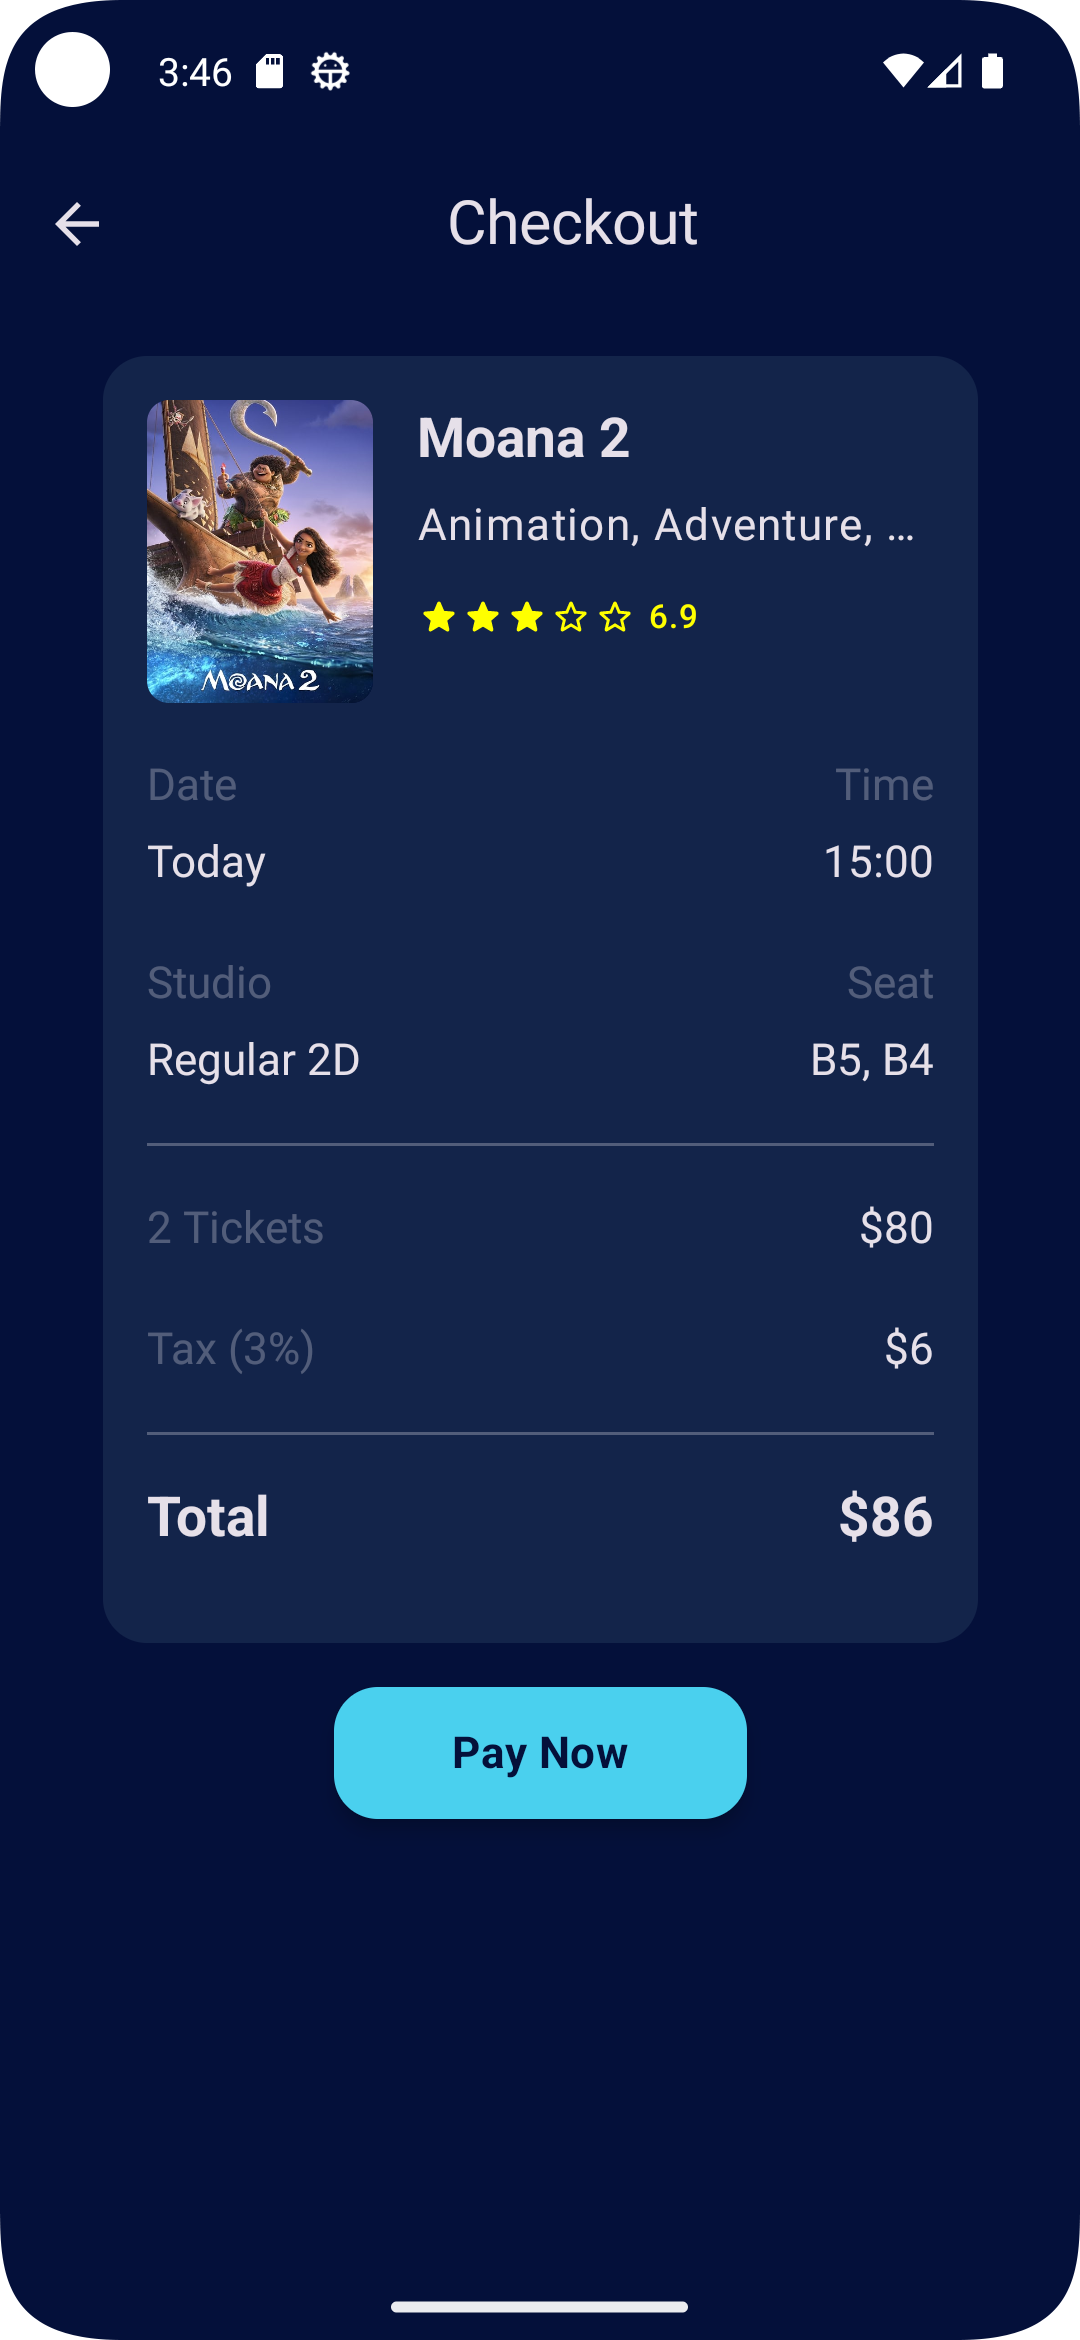 3:46
Checkout
Moana 2
Animation, Adventure, …
6.9
MOANA 2
Date Time
Today 15:00
Studio Seat
Regular 2D B5, B4
2 Tickets $80
Tax (3%) $6
Total $86
Pay Now